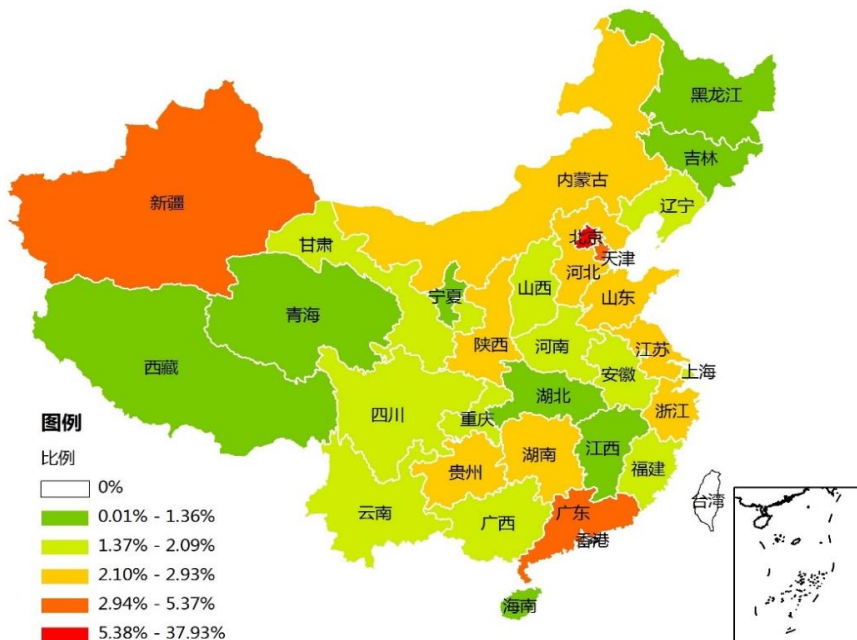 黑龙江
吉林
内蒙古
辽宁
新疆
北京
甘肃
天津
河北
宁夏
山西
山东
青海
陕西
河南
江苏
西藏
安徽
上海
湖北
四川
重庆
浙江
江西
湖南
福建
贵州
台湾
云南
广西
广东
香港
海南
图例
比例
0%
0.01% - 1.36%
1.37% - 2.09%
2.10% - 2.93%
2.94% - 5.37%
5.38% - 37.93%